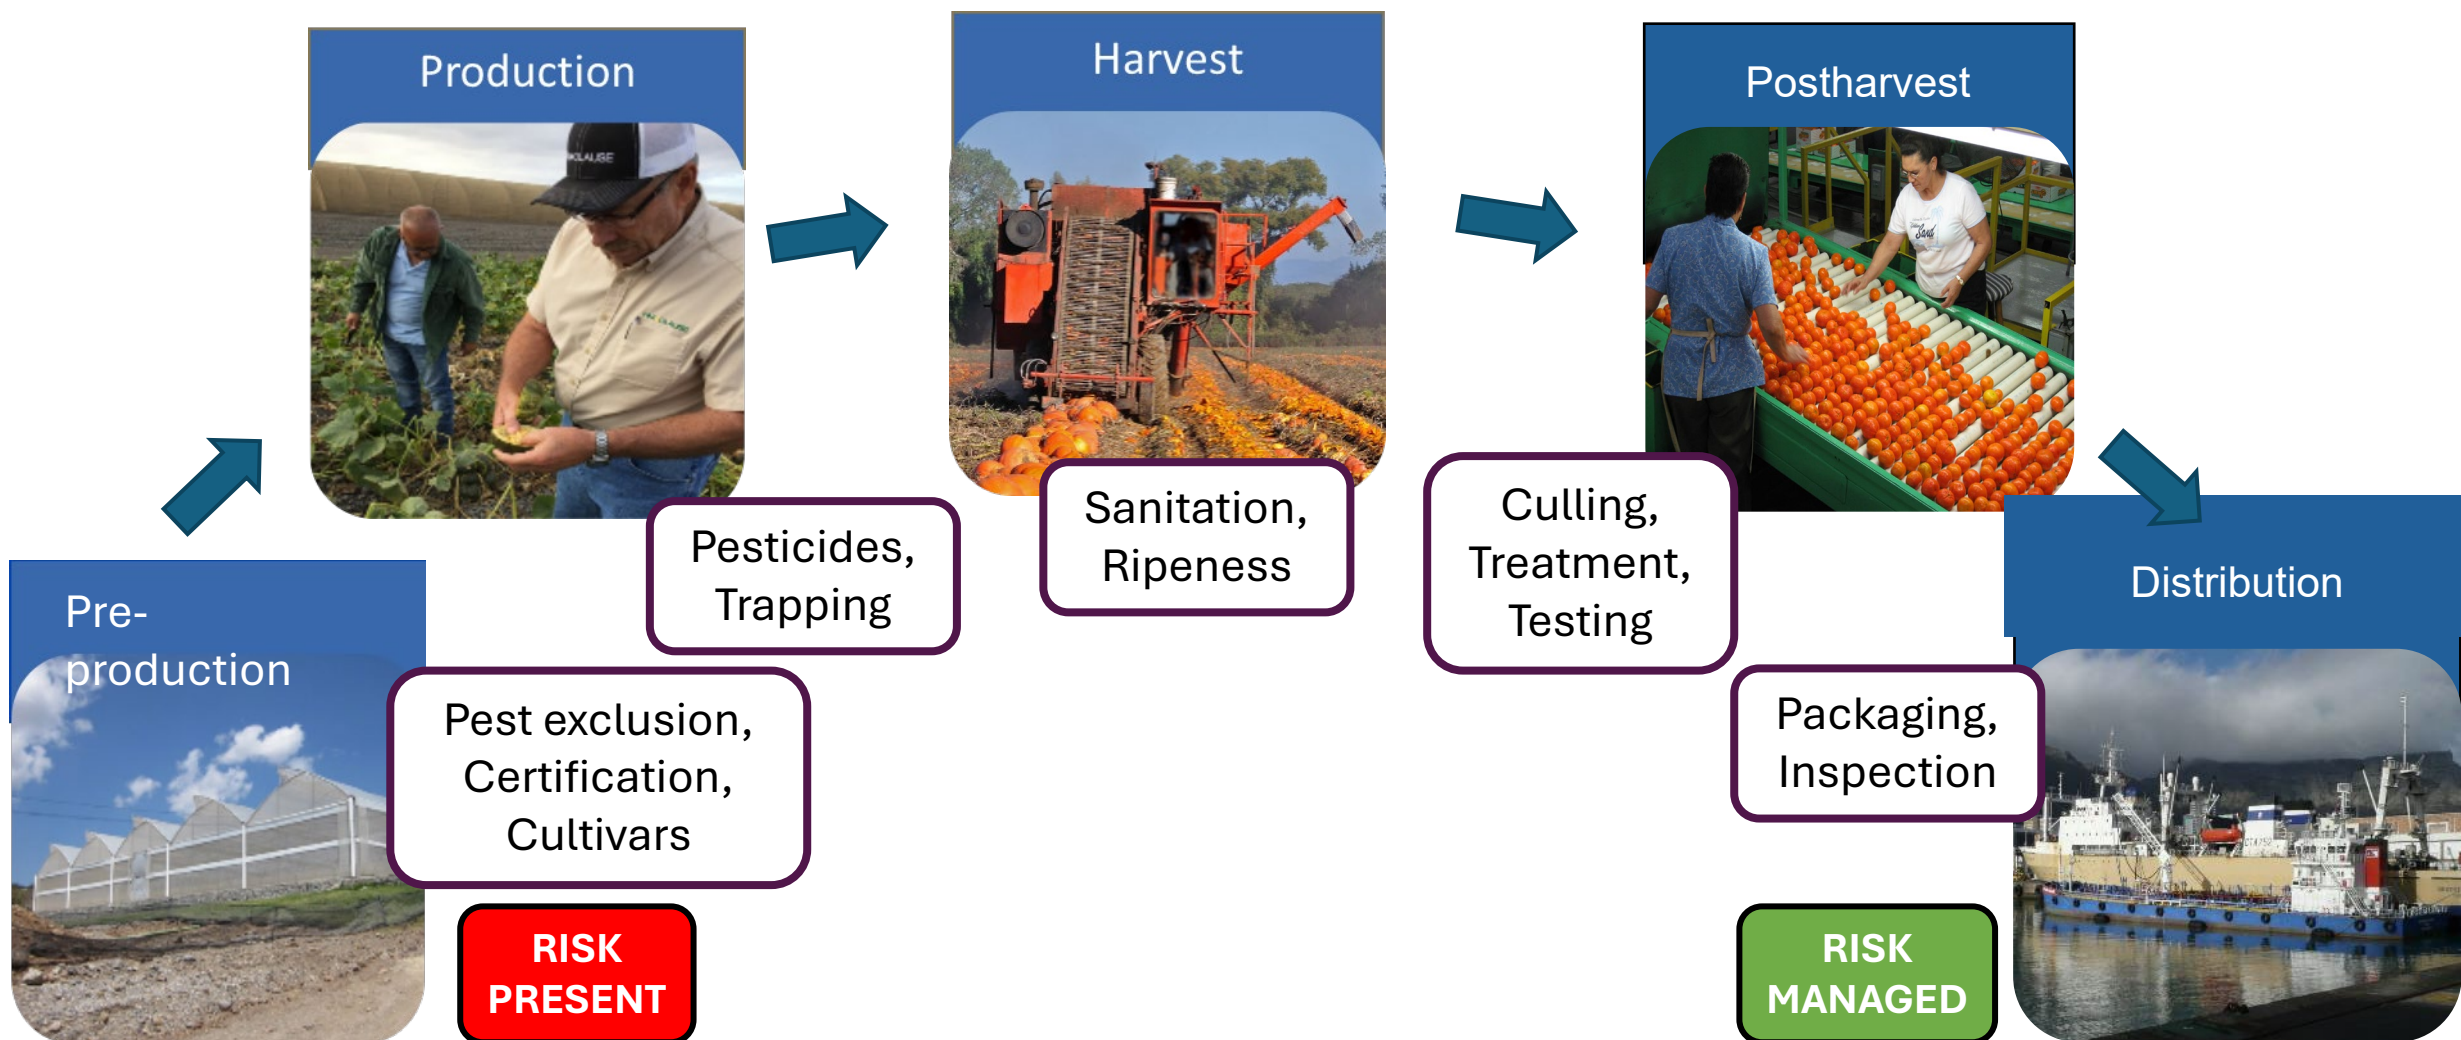 Production
Harvest
Postharvest
Sand
Pesticides,
Trapping
Sanitation,
Ripeness
Culling,
Treatment,
Testing
Distribution
Pre-
production
Pest exclusion,
Certification,
Cultivars
Packaging,
Inspection
RISK
PRESENT
RISK
MANAGED